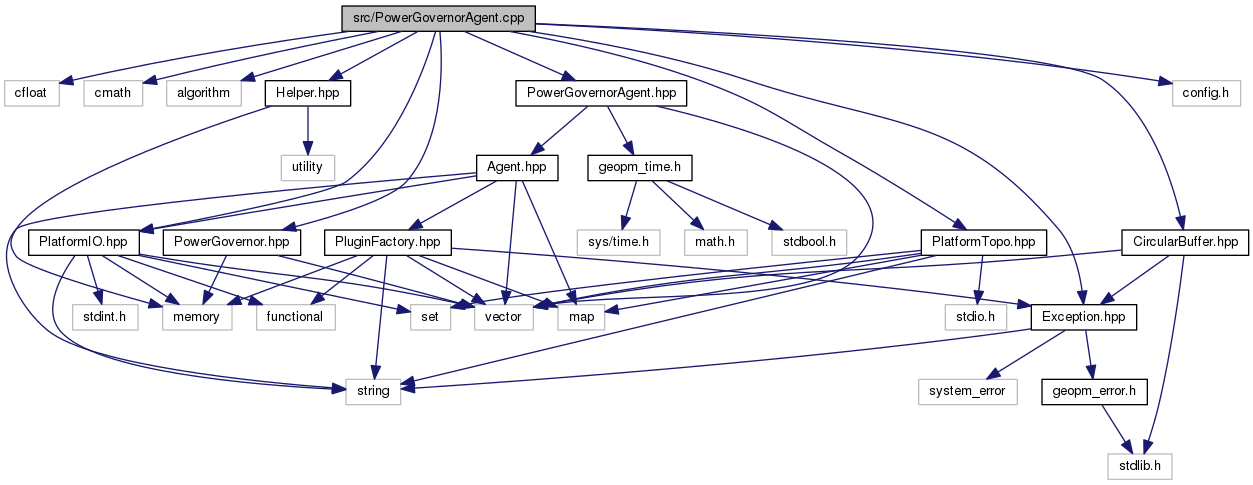 src/PowerGovernorAgent.cpp
cfloat
cmath
algorithm
Helper.hpp
PowerGovernorAgent.hpp
config.h
utility
Agent.hpp
geopm_time.h
PlatformIO.hpp
PowerGovernor.hpp
PluginFactory.hpp
sys/time.h
math.h
stdbool.h
PlatformTopo.hpp
CircularBuffer.hpp
stdint.h
memory
functional
set
vector
map
stdio.h
Exception.hpp
string
system_error
geopm_error.h
stdlib.h